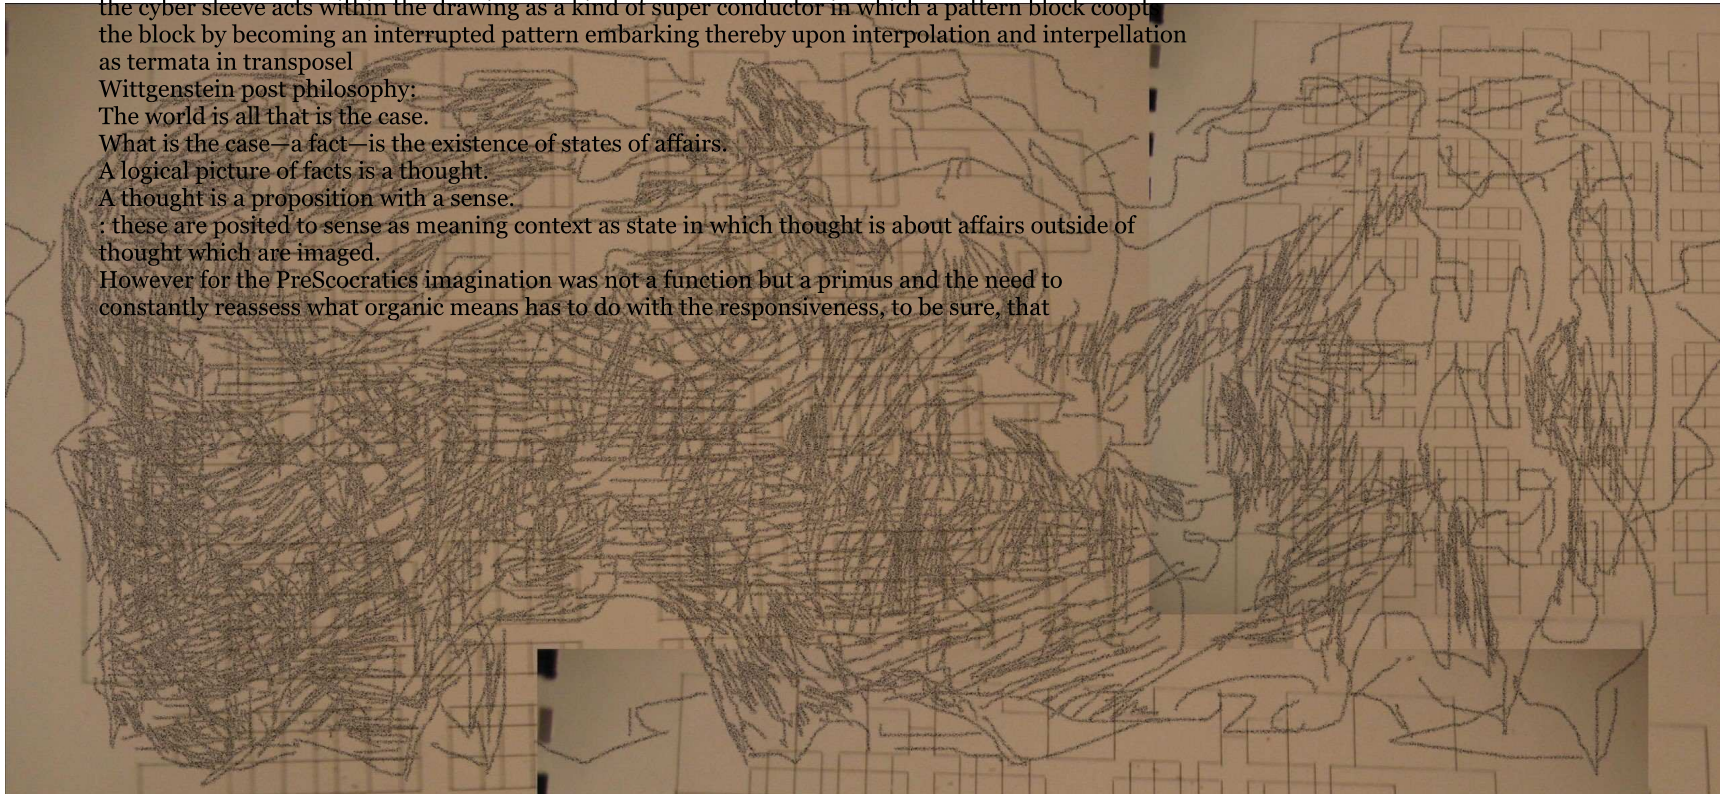 the cyber sleeve acts within the drawing as a kind of super conductor in which a pattern block coopts
the block by becoming an interrupted pattern embarking thereby upon interpolation and interpellation
as termata in transposel
Wittgenstein post philosophy:
The world is all that is the case.
What is the case—a fact—is the existence of states of affairs.
A logical picture of facts is a thought.
A thought is a proposition with a sense.
: these are posited to sense as meaning context as state in which thought is about affairs outside of
thought which are imaged.
However for the PreScocratics imagination was not a function but a primus and the need to
constantly reassess what organic means has to do with the responsiveness, to be sure, that